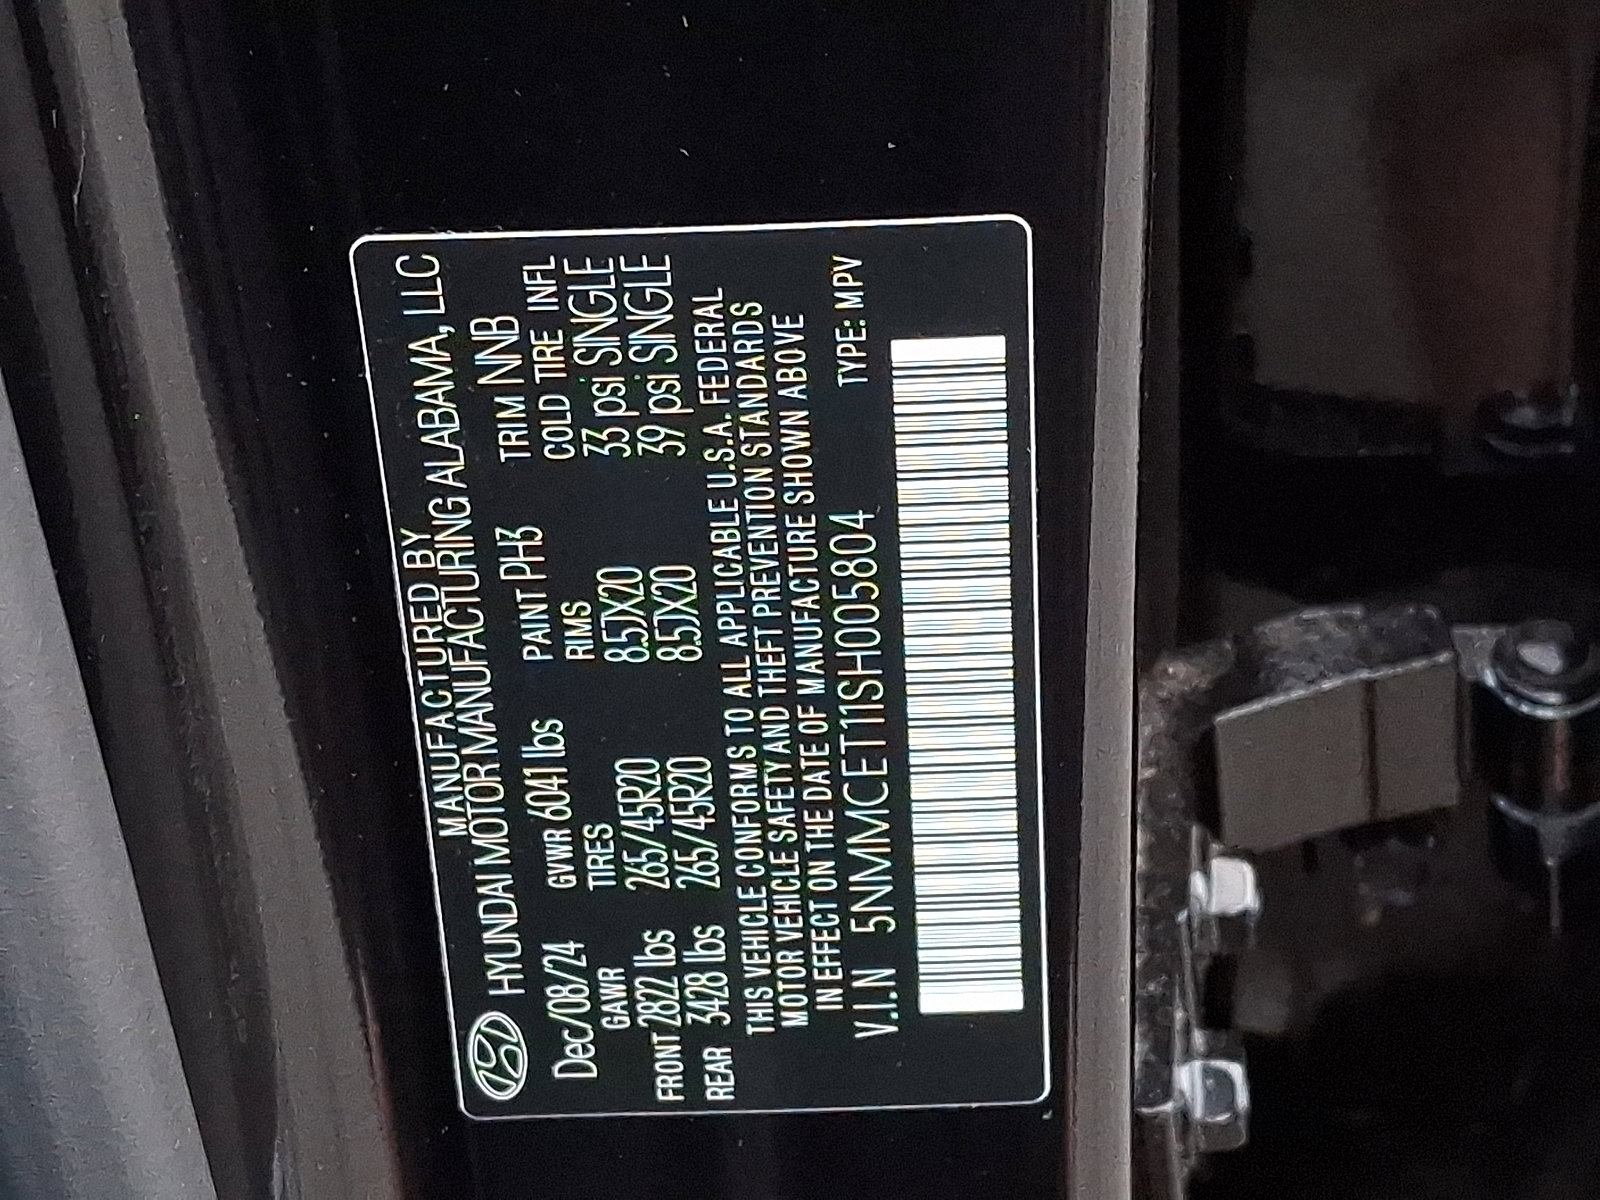 MANUFACTURED BY
HYUNDAI MOTOR MANUFACTURING ALABAMA, LLC
Dec/08/24 GVWR 6041 lbs PAINT PH3 TRIM NNB
GAWR TIRES RIMS COLD TIRE INFL
FRONT 2822 lbs 265/45R20 8.5JX20 33 psi SINGLE
REAR 3428 lbs 265/45R20 8.5JX20 39 psi SINGLE
THIS VEHICLE CONFORMS TO ALL APPLICABLE U.S.A. FEDERAL
MOTOR VEHICLE SAFETY AND THEFT PREVENTION STANDARDS
IN EFFECT ON THE DATE OF MANUFACTURE SHOWN ABOVE
V.I.N 5NMMCET11SH005804 TYPE: MPV